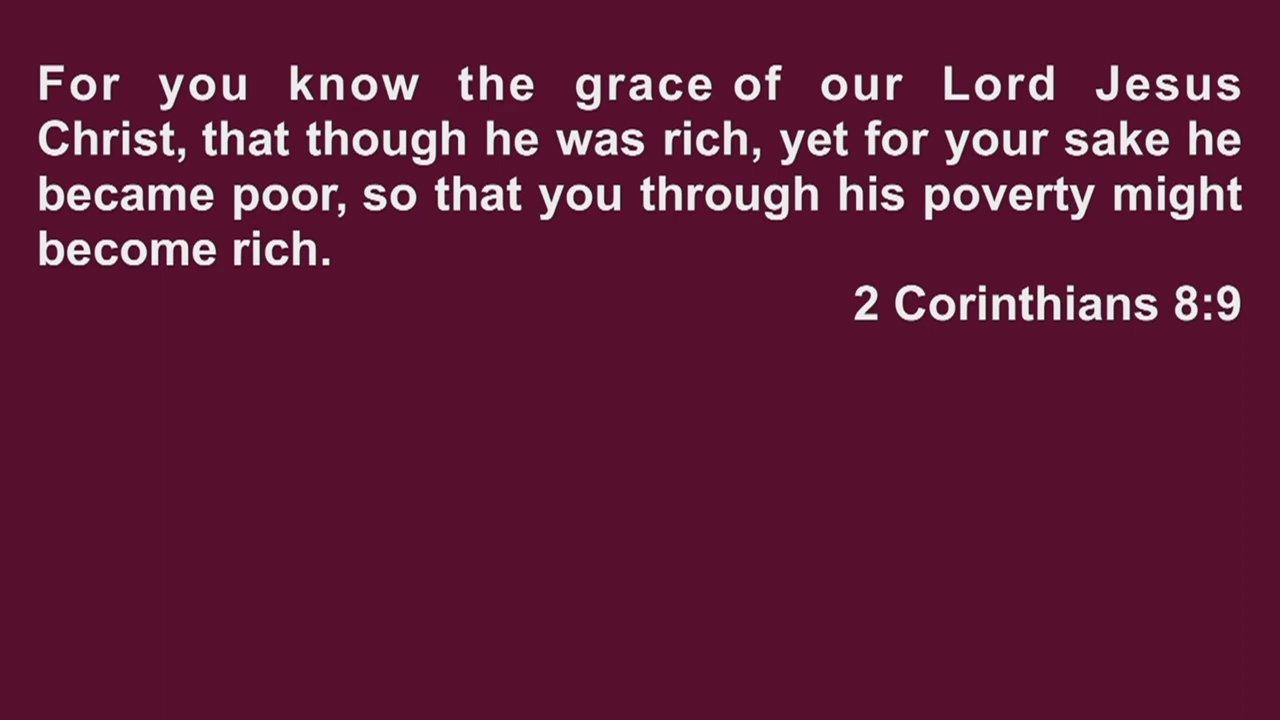 For you know the grace of our Lord Jesus
Christ, that though he was rich, yet for your sake he
became poor, so that you through his poverty might
become rich.
2 Corinthians 8:9